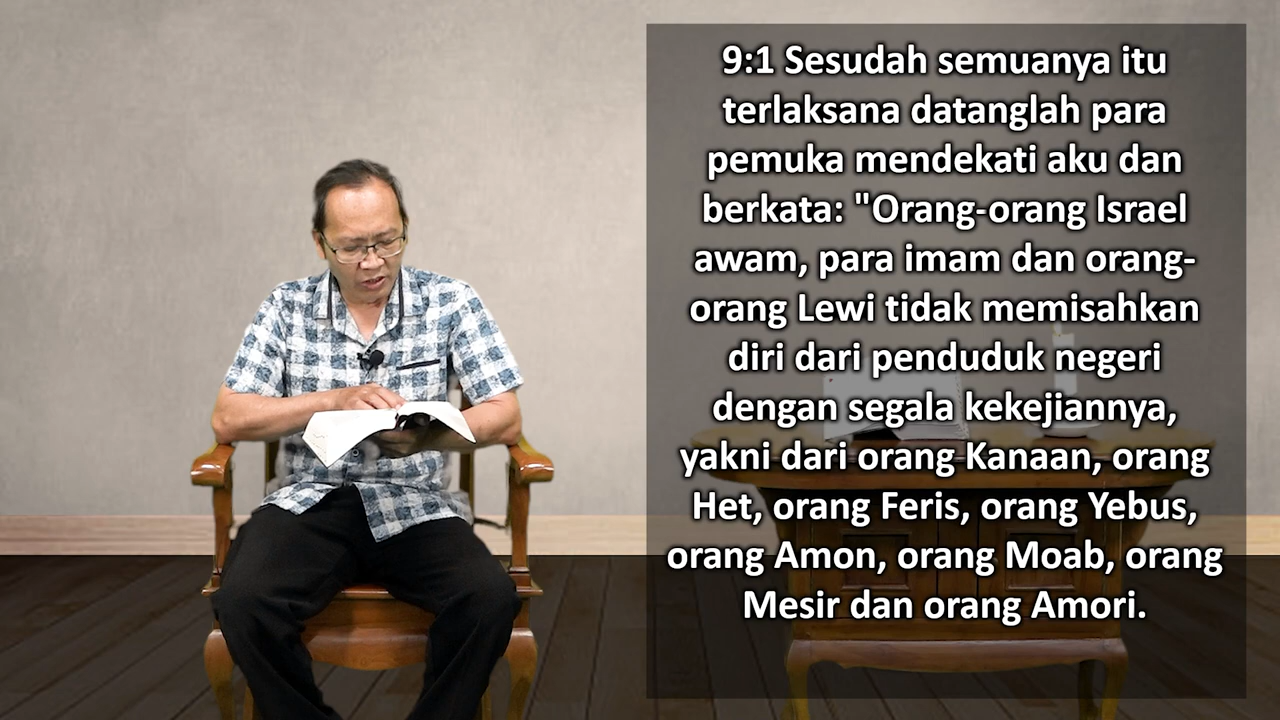 9:1 Sesudah semuanya itu
terlaksana datanglah para
pemuka mendekati aku dan
berkata: "Orang-orang Israel
awam, para imam dan orang-
orang Lewi tidak memisahkan
diri dari penduduk negeri
dengan segala kekejiannya,
yakni dari orang Kanaan, orang
Het, orang Feris, orang Yebus,
orang Amon, orang Moab, orang
Mesir dan orang Amori.